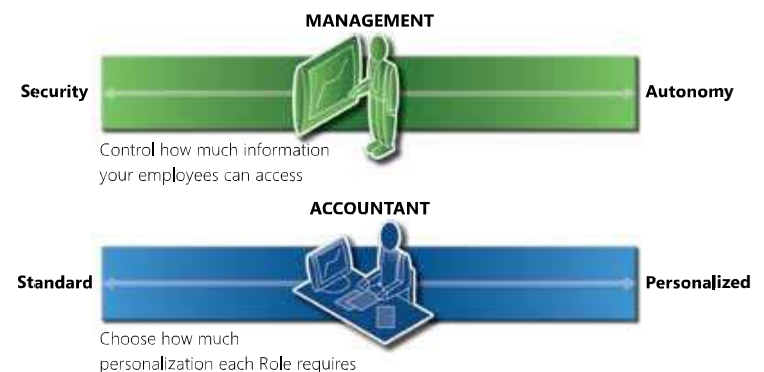 MANAGEMENT
Security
Autonomy
Control how much information
your employees can access
ACCOUNTANT
Standard
Personalized
Choose how much
personalization each Role requires